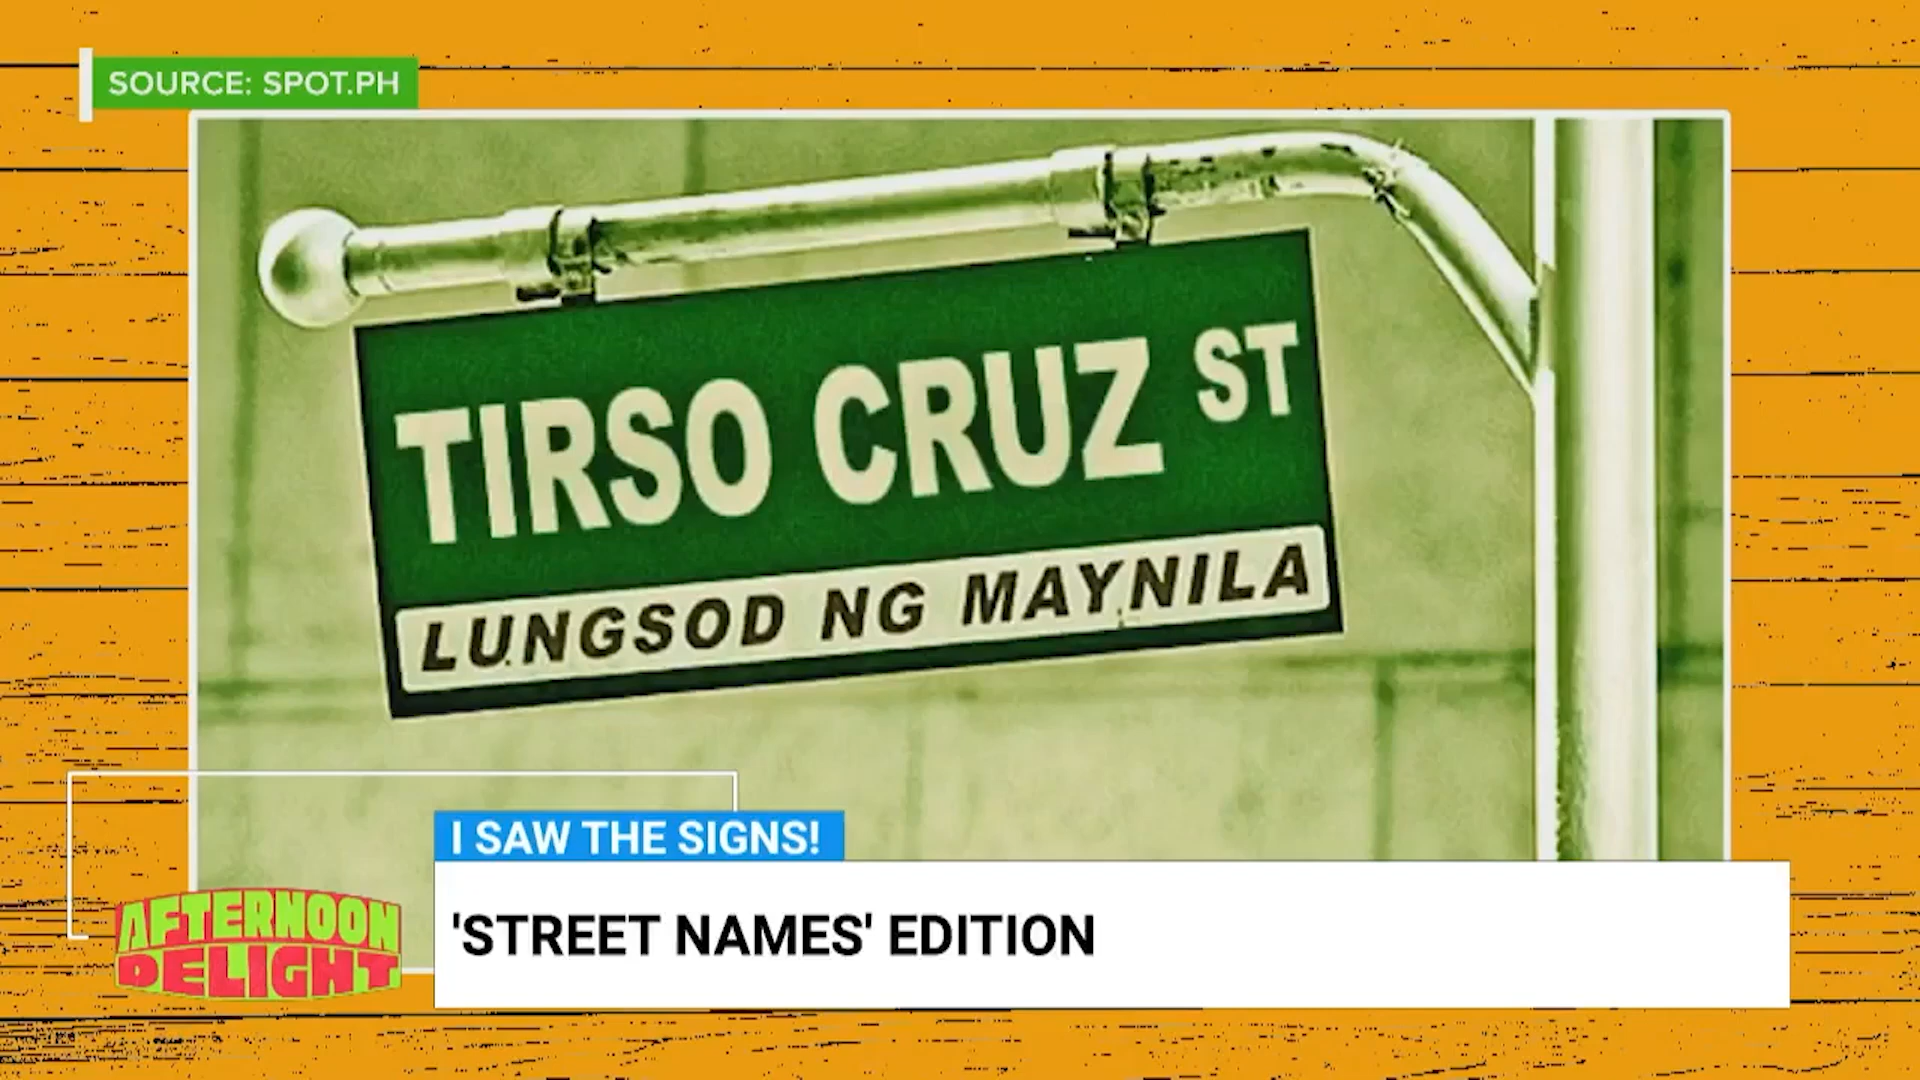 SOURCE: SPOT.PH
TIRSO CRUZ ST
LUNGSOD NG MAYNILA
I SAW THE SIGNS!
'STREET NAMES' EDITION
AFTERNOON
DELIGHT